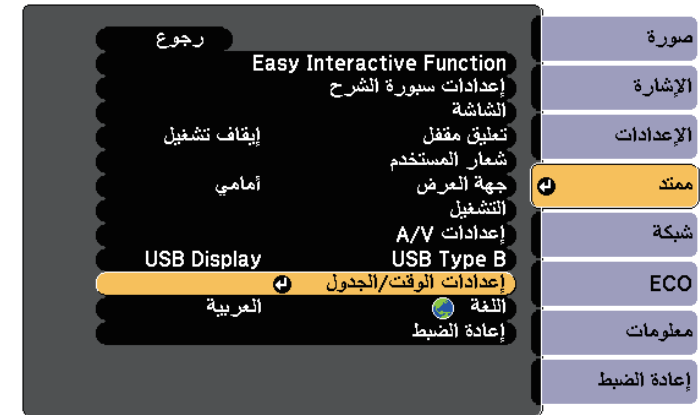 صورة
الإشارة
الإعدادات
ممتد
شبكة
ECO
معلومات
إعادة الضبط
رجوع
Easy Interactive Function
إعدادات سبورة الشرح
الشاشة
تعليق مقفل إيقاف تشغيل
شعار المستخدم
جهة العرض أمامي
التشغيل
إعدادات A/V
USB Type B USB Display
إعدادات الوقت/الجدول
اللغة العربية
إعادة الضبط